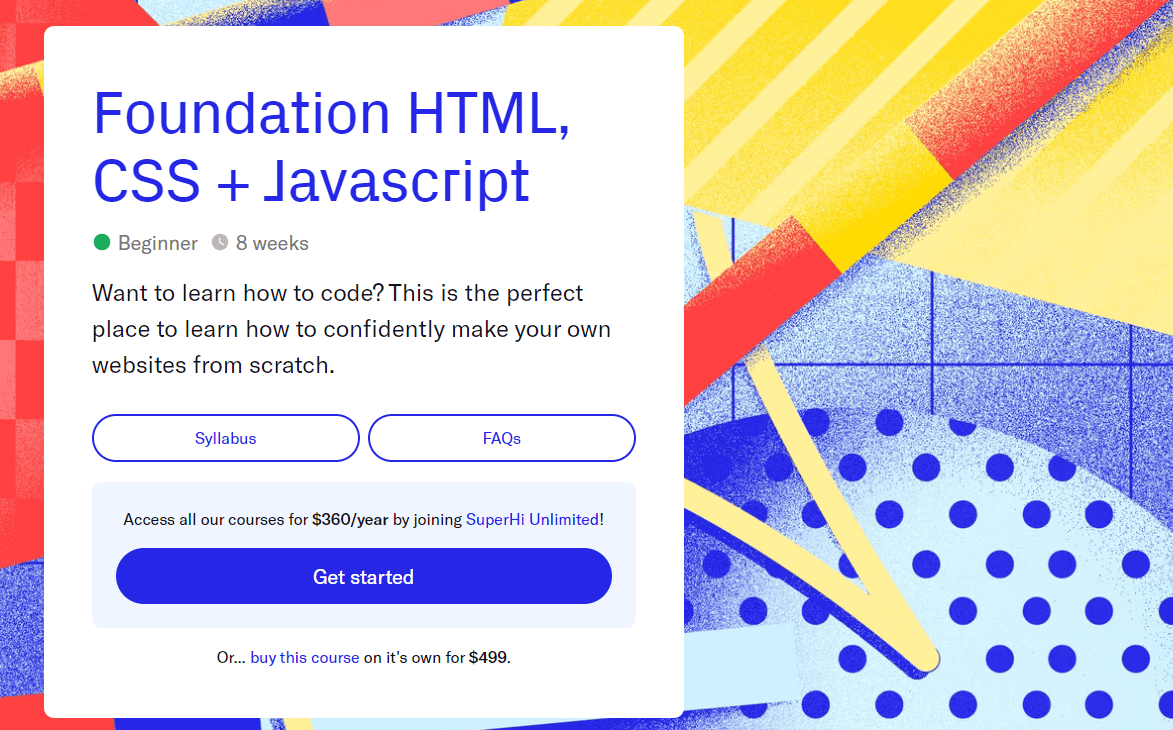 Foundation HTML,
CSS + Javascript
Beginner 8 weeks
Want to learn how to code? This is the perfect
place to learn how to confidently make your own
websites from scratch.
Syllabus FAQs
Access all our courses for $360/year by joining SuperHi Unlimited!
Get started
Or... buy this course on it's own for $499.